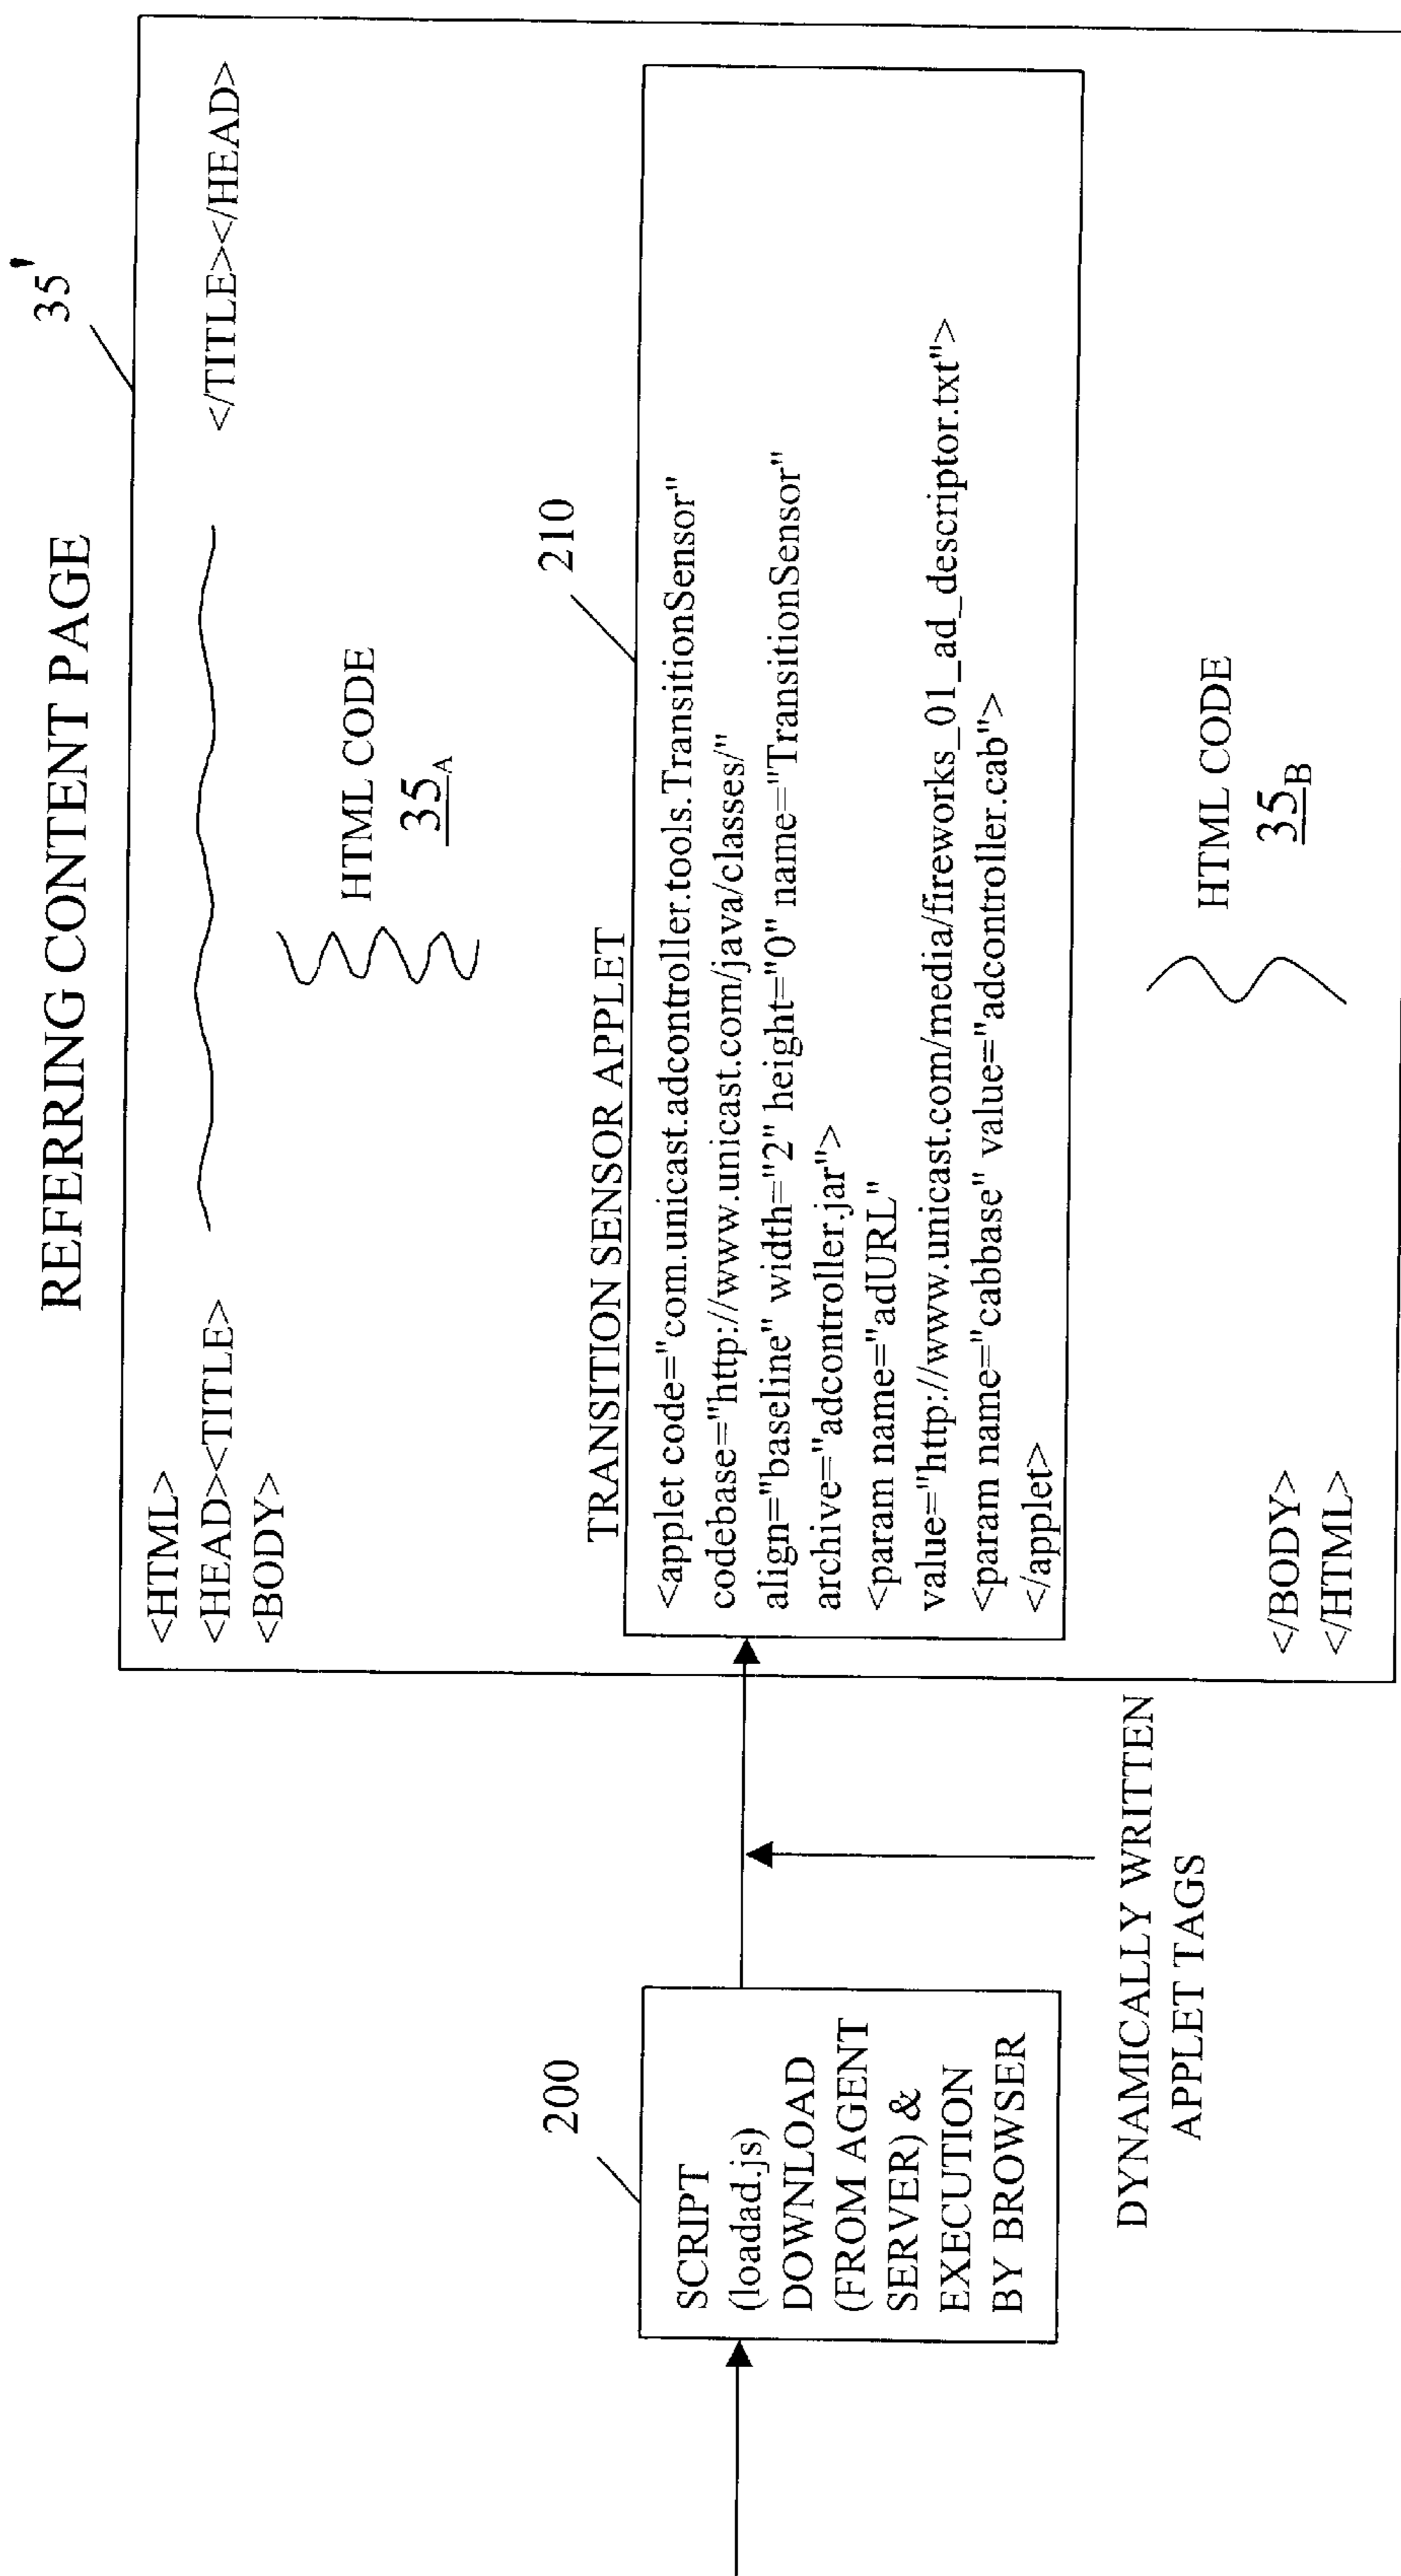 REFERRING CONTENT PAGE
35'
<HTML>
<HEAD><TITLE> </TITLE></HEAD>
<BODY>
HTML CODE
35A
TRANSITION SENSOR APPLET
210
<applet code="com.unicast.adcontroller.tools.TransitionSensor"
codebase="http://www.unicast.com/java/classes/"
align="baseline" width="2" height="0" name="TransitionSensor"
archive="adcontroller.jar">
<param name="adURL"
value="http://www.unicast.com/media/fireworks_01_ad_descriptor.txt">
<param name="cabbase" value="adcontroller.cab">
</applet>
HTML CODE
35B
</BODY>
</HTML>
200
SCRIPT
(loadad.js)
DOWNLOAD
(FROM AGENT
SERVER) &
EXECUTION
BY BROWSER
DYNAMICALLY WRITTEN
APPLET TAGS